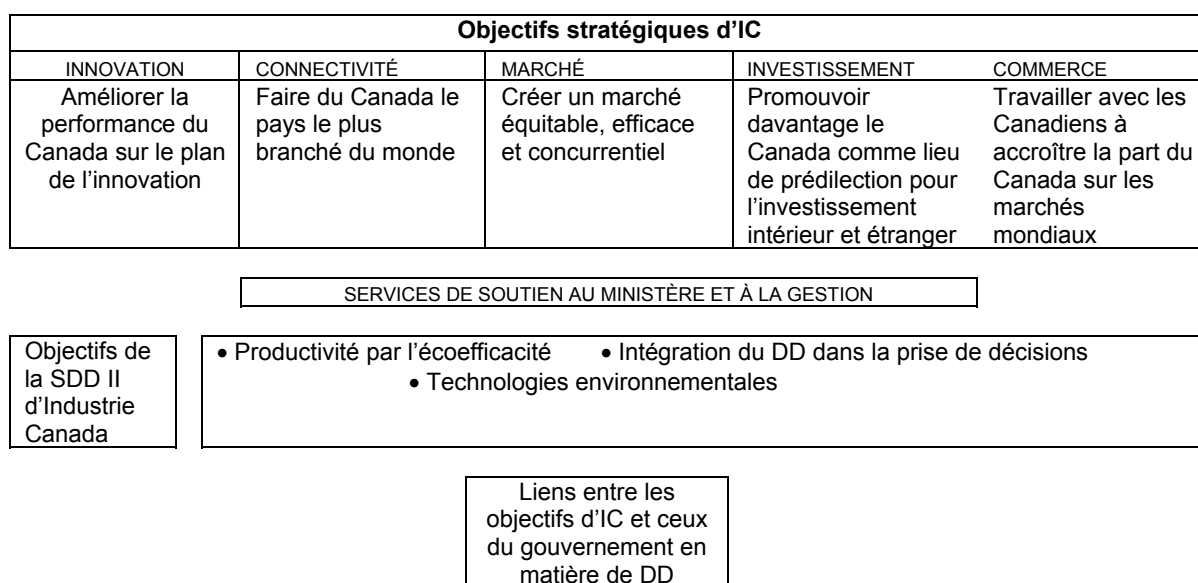 Objectifs stratégiques d’IC
INNOVATION
Améliorer la
performance du
Canada sur le plan
de l’innovation
CONNECTIVITÉ
Faire du Canada le
pays le plus
branché du monde
MARCHÉ
Créer un marché
équitable, efficace
et concurrentiel
INVESTISSEMENT
Promouvoir
davantage le
Canada comme lieu
de prédilection pour
l’investissement
intérieur et étranger
COMMERCE
Travailler avec les
Canadiens à
accroître la part du
Canada sur les
marchés
mondiaux
SERVICES DE SOUTIEN AU MINISTÈRE ET À LA GESTION
Objectifs de
la SDD II
d’Industrie
Canada
• Productivité par l’écoefficacité • Intégration du DD dans la prise de décisions
• Technologies environnementales
Liens entre les
objectifs d’IC et ceux
du gouvernement en
matière de DD